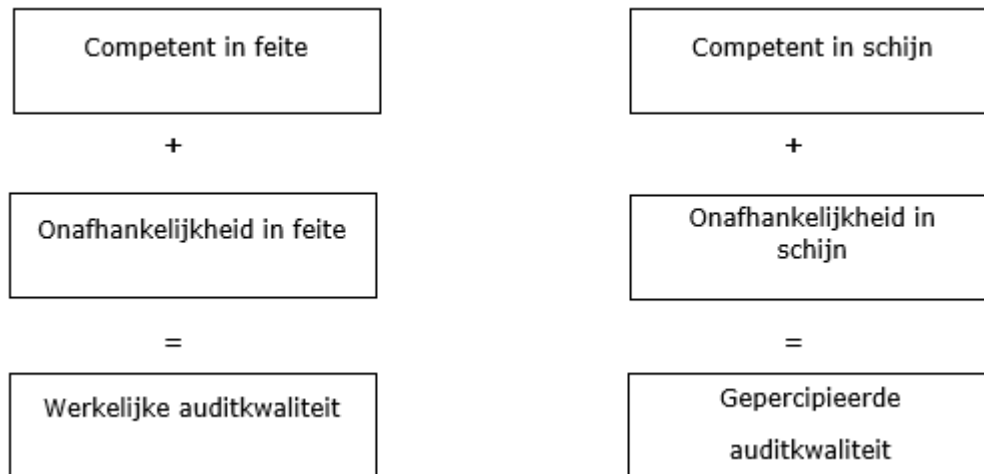 Competent in feite
+
Onafhankelijkheid in feite
=
Werkelijke auditkwaliteit
Competent in schijn
+
Onafhankelijkheid in
schijn
=
Gepercipieerde
auditkwaliteit